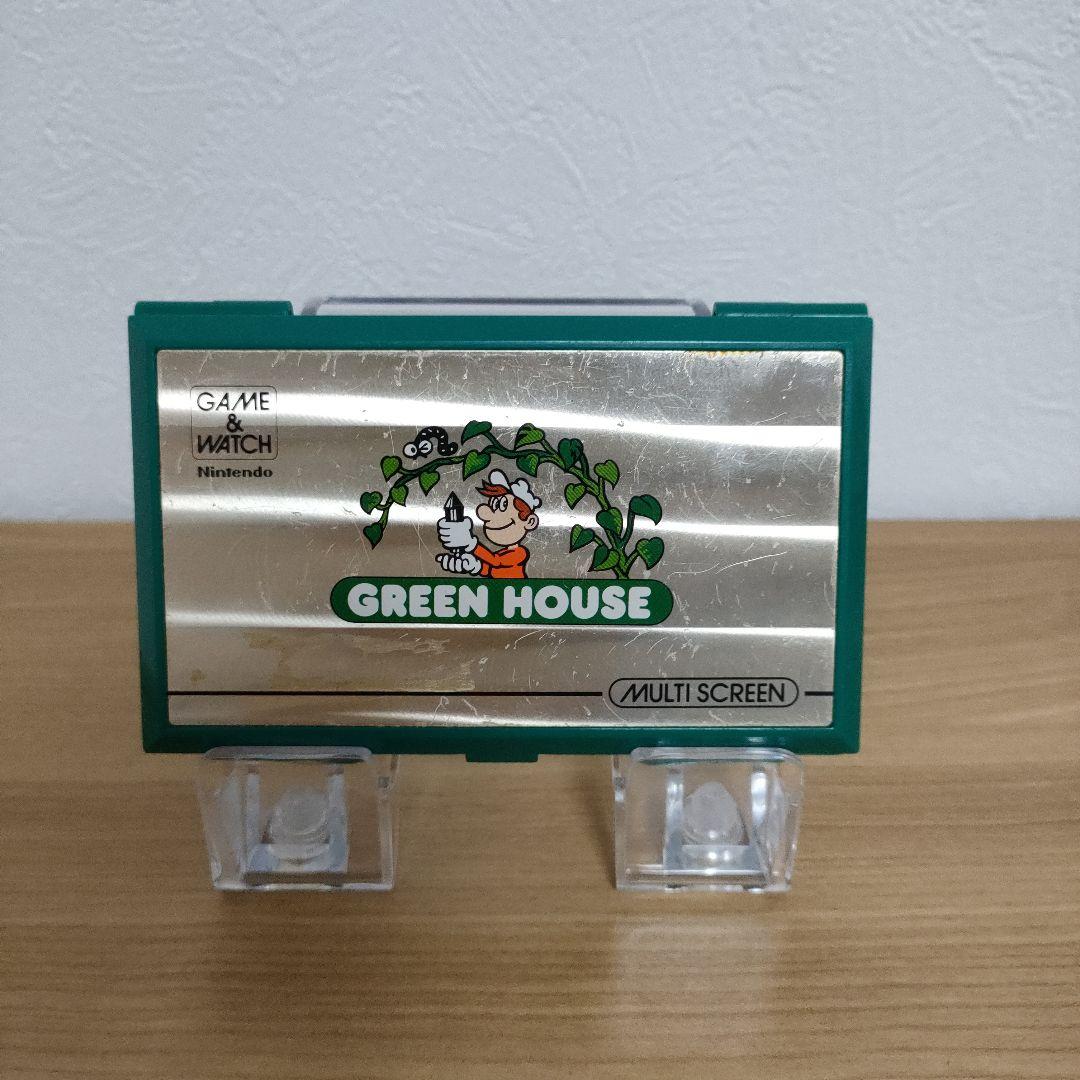 GAME
&
WATCH
Nintendo
GREEN HOUSE
MULTI SCREEN